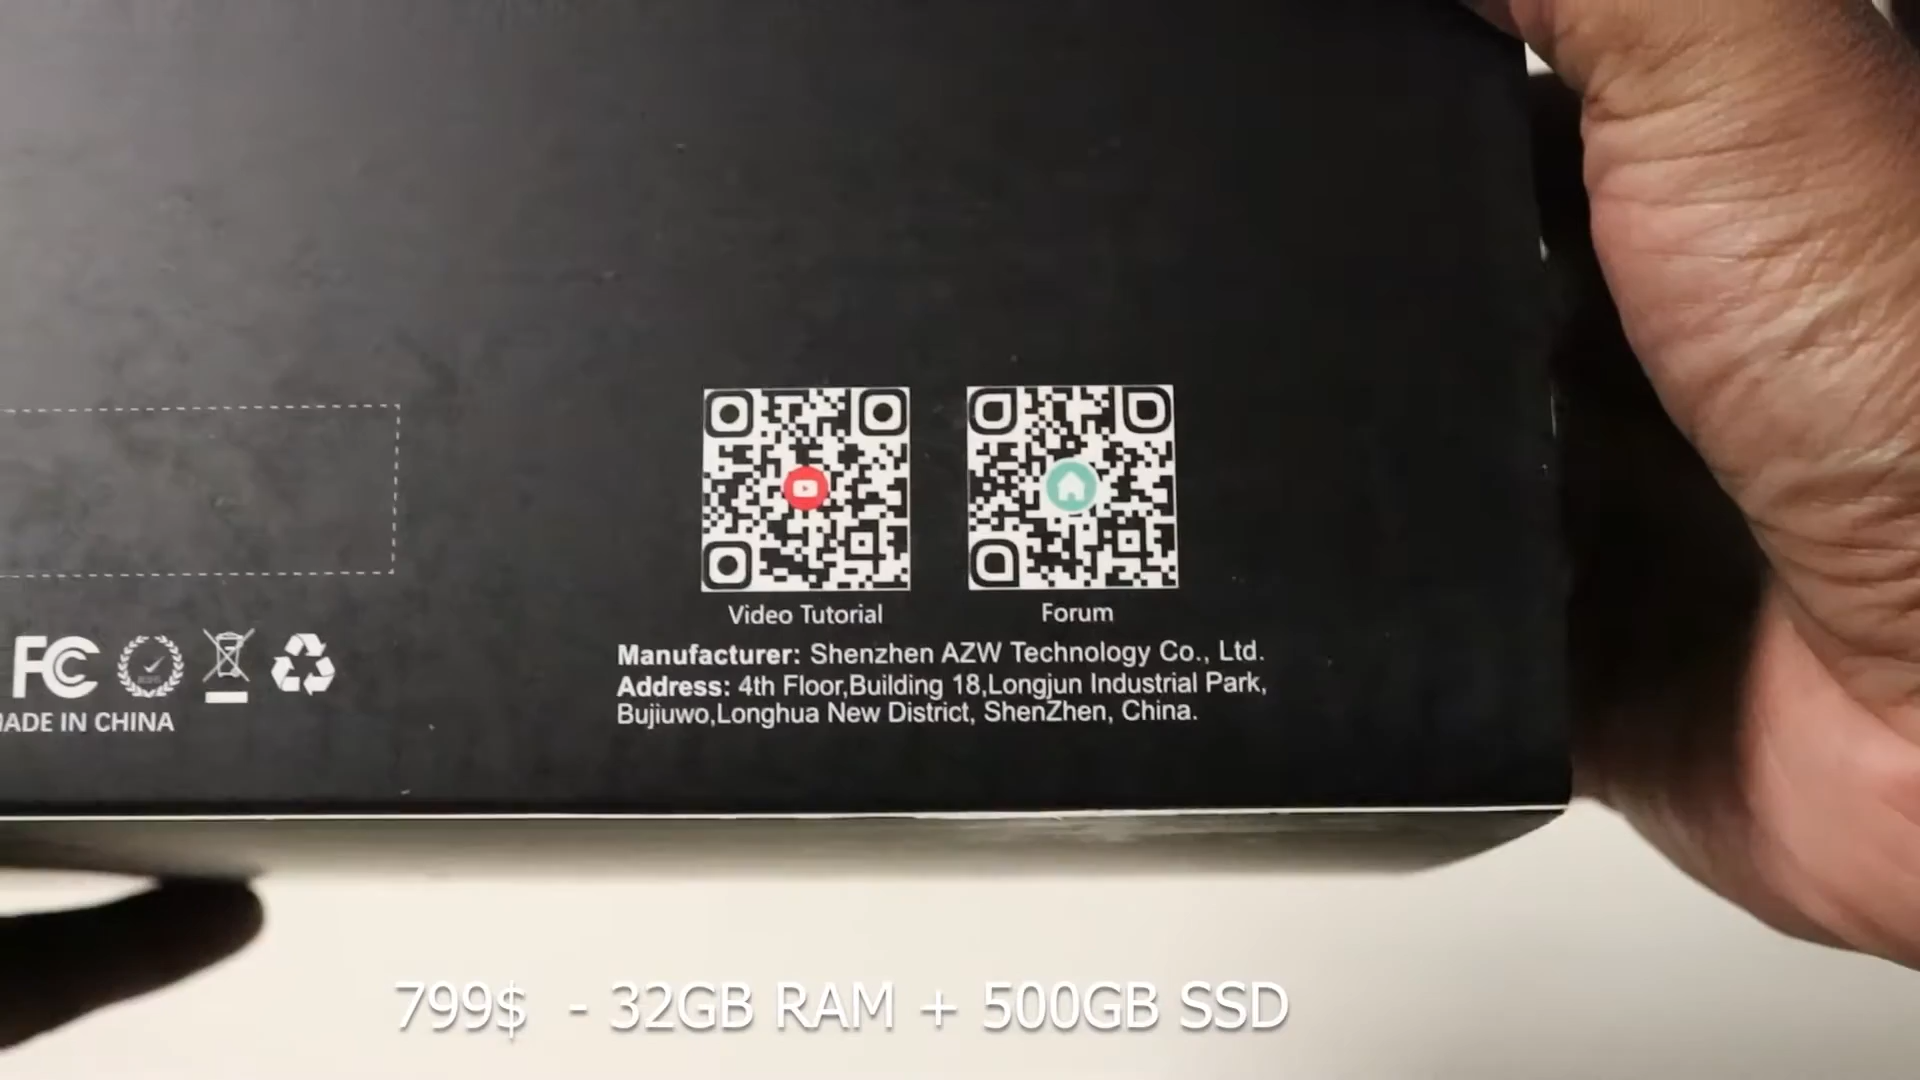 Video Tutorial
Forum
Manufacturer: Shenzhen AZW Technology Co., Ltd.
Address: 4th Floor,Building 18,Longjun Industrial Park,
Bujiuwo,Longhua New District, ShenZhen, China.
FC
MADE IN CHINA
799$ - 32GB RAM + 500GB SSD